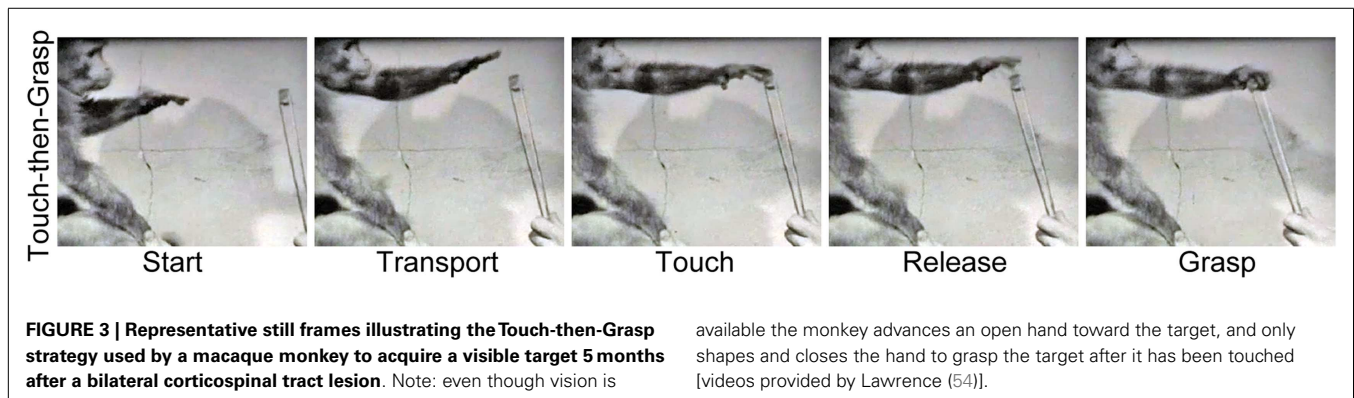 Touch-then-Grasp
Start
Transport
Touch
Release
Grasp
FIGURE 3 | Representative still frames illustrating the Touch-then-Grasp
strategy used by a macaque monkey to acquire a visible target 5 months
after a bilateral corticospinal tract lesion. Note: even though vision is
available the monkey advances an open hand toward the target, and only
shapes and closes the hand to grasp the target after it has been touched
[videos provided by Lawrence (54)].